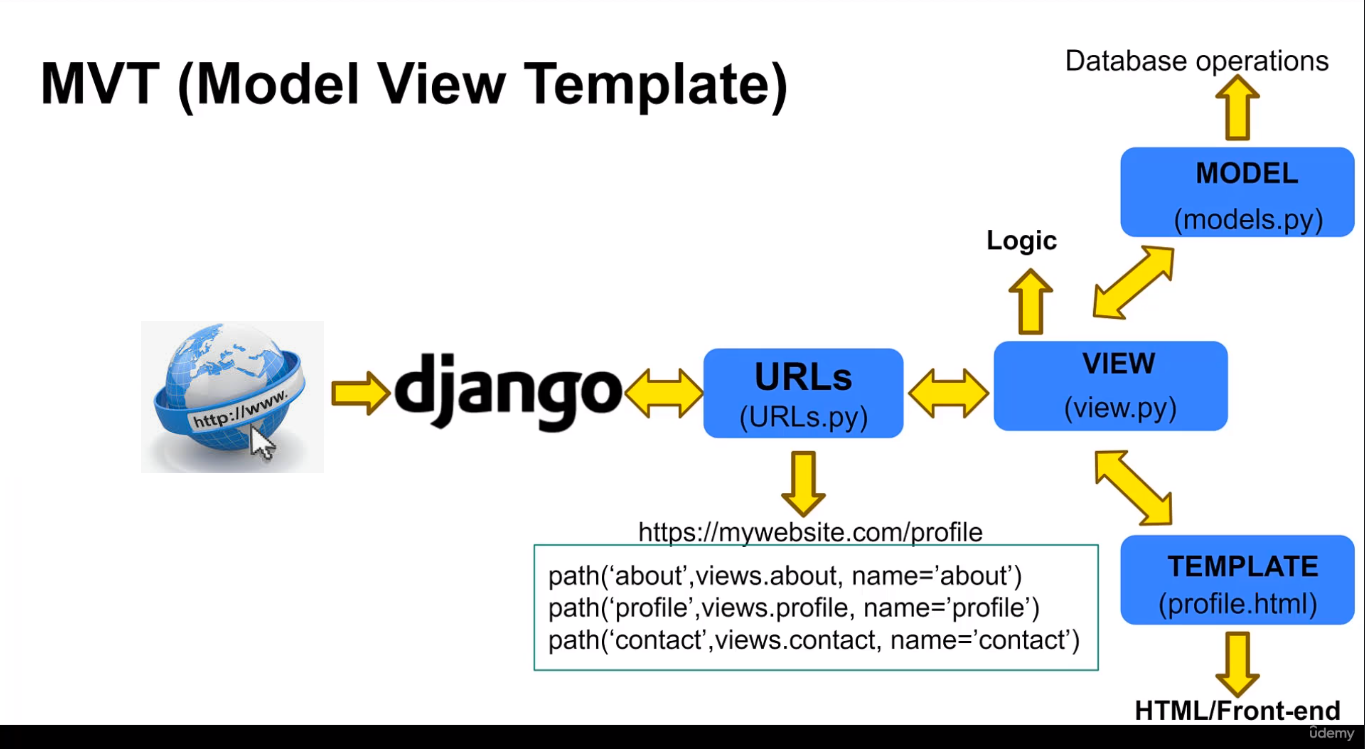 MVT (Model View Template)
Database operations
MODEL
(models.py)
Logic
http://www.
django
URLs
(URLs.py)
VIEW
(view.py)
https://mywebsite.com/profile
path(‘about’,views.about, name=’about’)
path(‘profile’,views.profile, name=’profile’)
path(‘contact’,views.contact, name=’contact’)
TEMPLATE
(profile.html)
HTML/Front-end
ûdemy